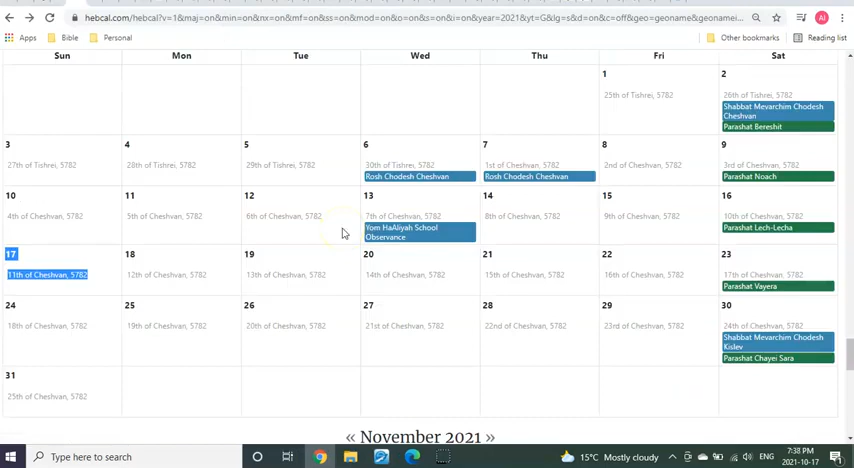 hebcal.com/hebcal?v=1&maj=on&min=on&nx=on&mf=on&ss=on&mod=on&o=on&s=on&i=on&year=2021&yt=G&lg=s&d=on&c=off&geo=geoname&geonamei...
AI
Apps Bible Personal Other bookmarks Reading list
Sun Mon Tue Wed Thu Fri Sat
1 2
25th of Tishrei, 5782 26th of Tishrei, 5782
Shabbat Mevarchim Chodesh
Cheshvan
Parashat Bereshit
3 4 5 6 7 8 9
27th of Tishrei, 5782 28th of Tishrei, 5782 29th of Tishrei, 5782 30th of Tishrei, 5782 1st of Cheshvan, 5782 2nd of Cheshvan, 5782 3rd of Cheshvan, 5782
Rosh Chodesh Cheshvan Rosh Chodesh Cheshvan Parashat Noach
10 11 12 13 14 15 16
4th of Cheshvan, 5782 5th of Cheshvan, 5782 6th of Cheshvan, 5782 7th of Cheshvan, 5782 8th of Cheshvan, 5782 9th of Cheshvan, 5782 10th of Cheshvan, 5782
Yom HaAliyah School Parashat Lech-Lecha
Observance
17 18 19 20 21 22 23
11th of Cheshvan, 5782 12th of Cheshvan, 5782 13th of Cheshvan, 5782 14th of Cheshvan, 5782 15th of Cheshvan, 5782 16th of Cheshvan, 5782 17th of Cheshvan, 5782
Parashat Vayera
24 25 26 27 28 29 30
18th of Cheshvan, 5782 19th of Cheshvan, 5782 20th of Cheshvan, 5782 21st of Cheshvan, 5782 22nd of Cheshvan, 5782 23rd of Cheshvan, 5782 24th of Cheshvan, 5782
Shabbat Mevarchim Chodesh
Kislev
Parashat Chayei Sara
31
25th of Cheshvan, 5782
« November 2021 »
Type here to search 15°C Mostly cloudy ENG 7:38 PM
2021-10-17